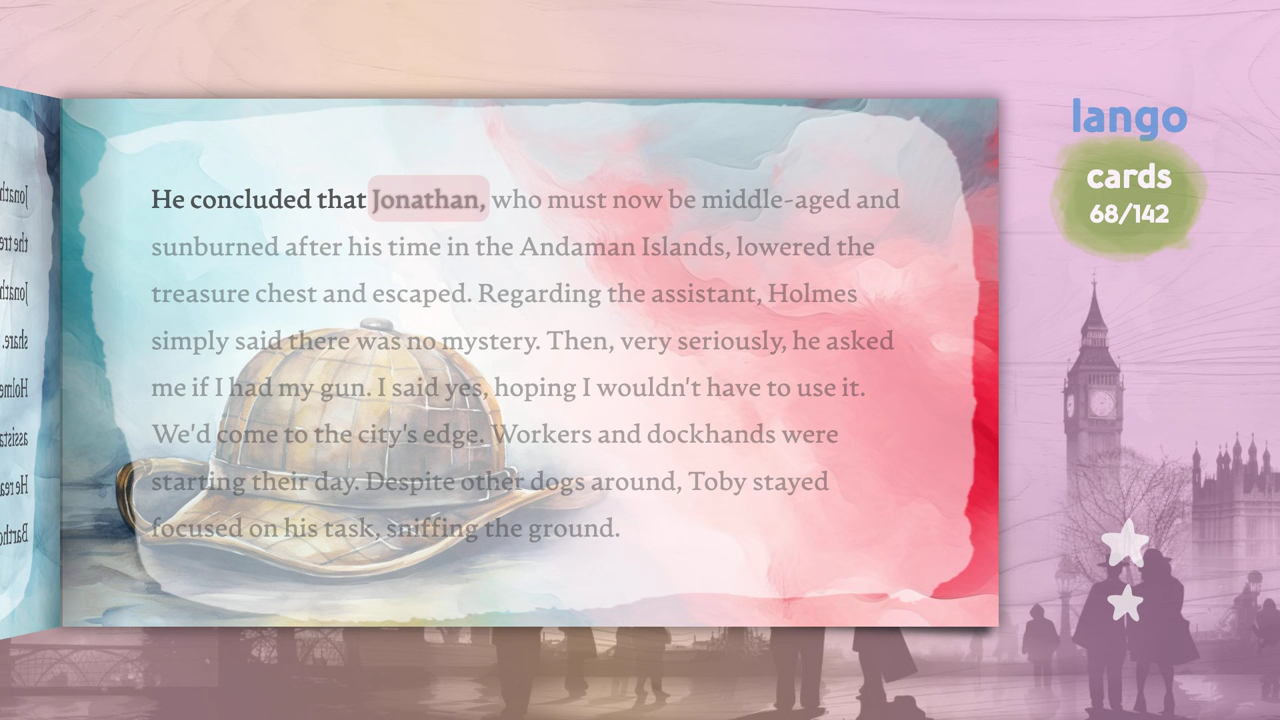 He concluded that Jonathan, who must now be middle-aged and
sunburned after his time in the Andaman Islands, lowered the
treasure chest and escaped. Regarding the assistant, Holmes
simply said there was no mystery. Then, very seriously, he asked
me if I had my gun. I said yes, hoping I wouldn't have to use it.
We'd come to the city's edge. Workers and dockhands were
starting their day. Despite other dogs around, Toby stayed
focused on his task, sniffing the ground.
lango
cards
68/142